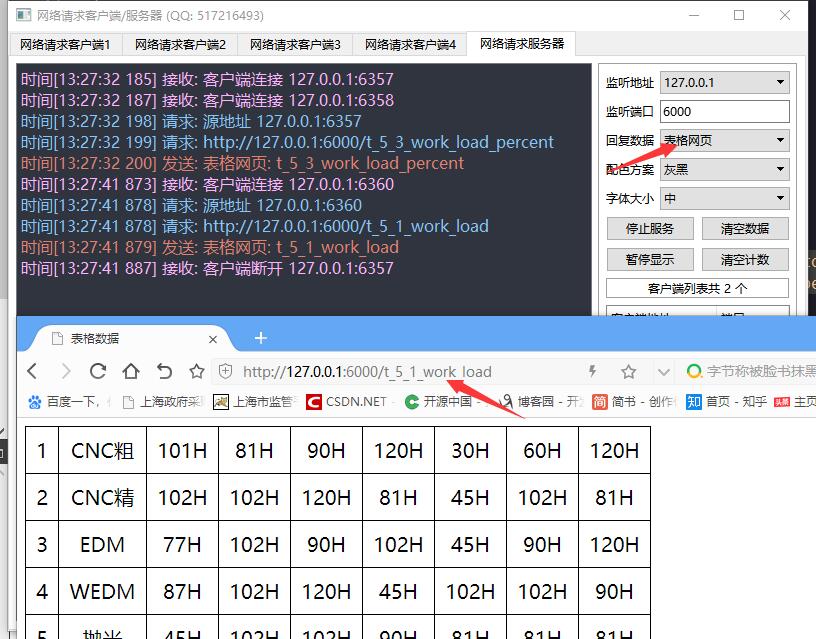 网络请求客户端/服务器 (QQ: 517216493)
网络请求客户端1 网络请求客户端2 网络请求客户端3 网络请求客户端4 网络请求服务器
时间[13:27:32 185] 接收: 客户端连接 127.0.0.1:6357
时间[13:27:32 187] 接收: 客户端连接 127.0.0.1:6358
时间[13:27:32 198] 请求: 源地址 127.0.0.1:6357
时间[13:27:32 199] 请求: http://127.0.0.1:6000/t_5_3_work_load_percent
时间[13:27:32 200] 发送: 表格网页: t_5_3_work_load_percent
时间[13:27:41 873] 接收: 客户端连接 127.0.0.1:6360
时间[13:27:41 878] 请求: 源地址 127.0.0.1:6360
时间[13:27:41 878] 请求: http://127.0.0.1:6000/t_5_1_work_load
时间[13:27:41 879] 发送: 表格网页: t_5_1_work_load
时间[13:27:41 887] 接收: 客户端断开 127.0.0.1:6357
监听地址 127.0.0.1
监听端口 6000
回复数据 表格网页
配色方案 灰黑
字体大小 中
停止服务 清空数据
暂停显示 清空计数
客户端列表共 2 个
表格数据
http://127.0.0.1:6000/t_5_1_work_load 字节称被脸书抹黑
百度一下， 上海政府采 上海市监管 CSDN.NET - 开源中国 - 博客园 - 开 简书 - 创作 首页 - 知乎 主页
1 CNC粗 101H 81H 90H 120H 30H 60H 120H
2 CNC精 102H 102H 120H 81H 45H 102H 81H
3 EDM 77H 102H 90H 102H 45H 90H 120H
4 WEDM 87H 102H 120H 45H 102H 102H 90H
5 抛光 45H 102H 102H 90H 81H 81H 81H